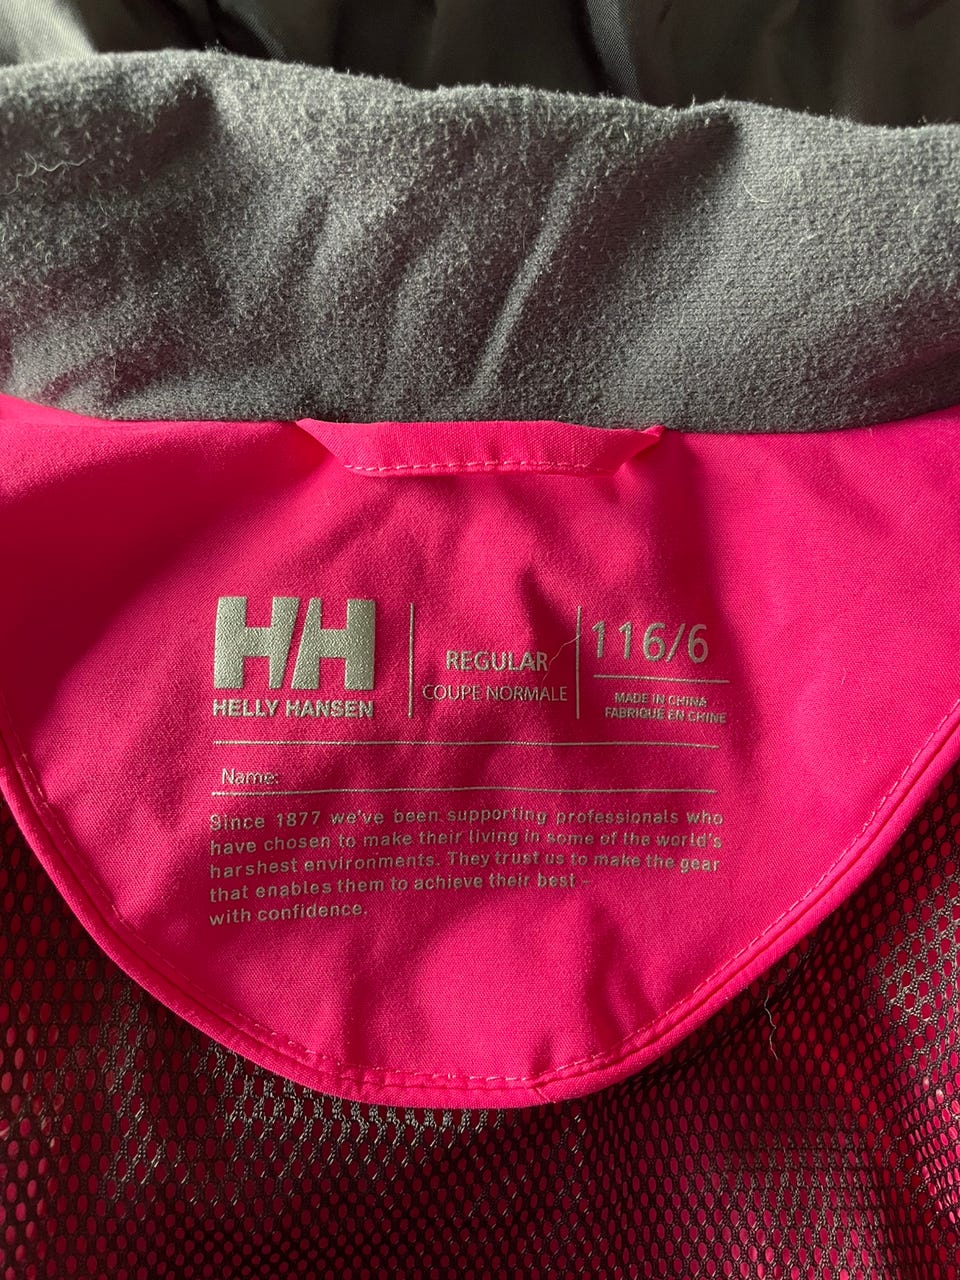 HH
HELLY HANSEN
REGULAR
COUPE NORMALE
116/6
MADE IN CHINA
FABRIQUÉ EN CHINE
Name:
Since 1877 we've been supporting professionals who
have chosen to make their living in some of the world's
harshest environments. They trust us to make the gear
that enables them to achieve their best –
with confidence.